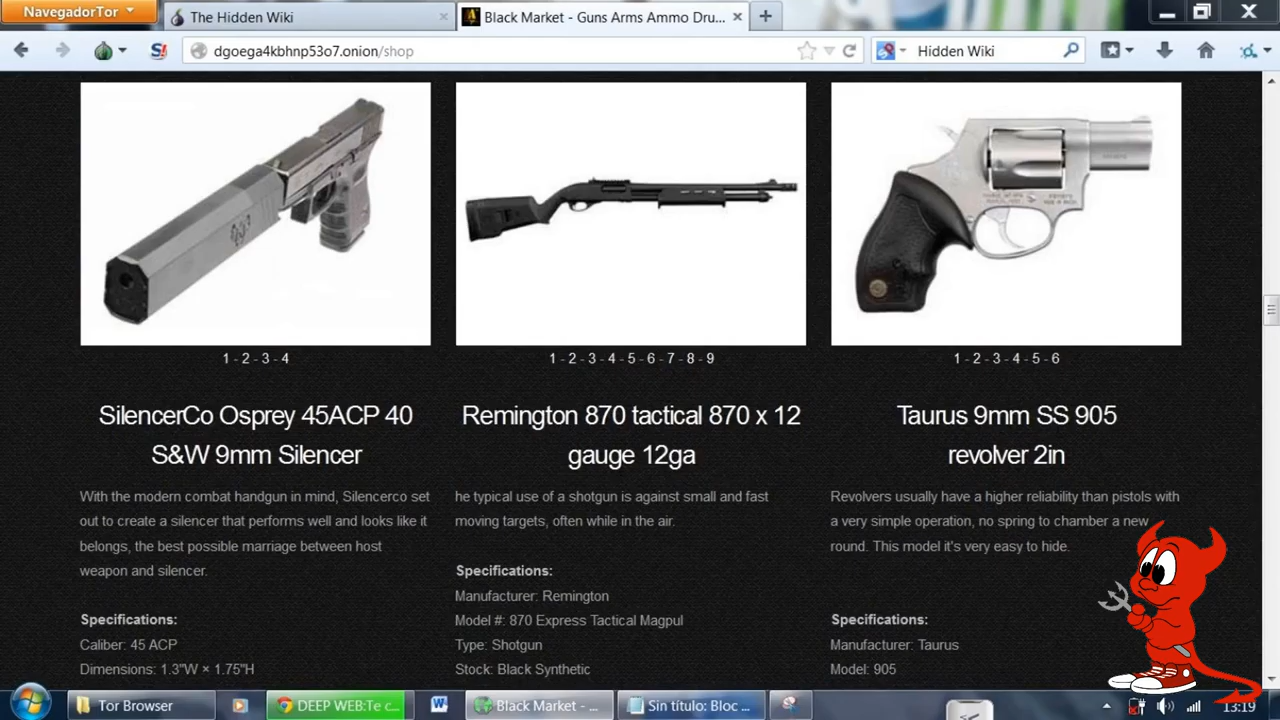 NavegadorTor
The Hidden Wiki
Black Market - Guns Arms Ammo Dru...
dgoega4kbhnp53o7.onion/shop
Hidden Wiki
1 - 2 - 3 - 4
1 - 2 - 3 - 4 - 5 - 6 - 7 - 8 - 9
1 - 2 - 3 - 4 - 5 - 6
SilencerCo Osprey 45ACP 40
S&W 9mm Silencer
With the modern combat handgun in mind, Silencerco set
out to create a silencer that performs well and looks like it
belongs, the best possible marriage between host
weapon and silencer.
Specifications:
Caliber: 45 ACP
Dimensions: 1.3"W × 1.75"H
Remington 870 tactical 870 x 12
gauge 12ga
he typical use of a shotgun is against small and fast
moving targets, often while in the air.
Specifications:
Manufacturer: Remington
Model #: 870 Express Tactical Magpul
Type: Shotgun
Stock: Black Synthetic
Taurus 9mm SS 905
revolver 2in
Revolvers usually have a higher reliability than pistols with
a very simple operation, no spring to chamber a new
round. This model it's very easy to hide.
Specifications:
Manufacturer: Taurus
Model: 905
Tor Browser
DEEP WEB:Te c...
Black Market - ...
Sin título: Bloc ...
13:19